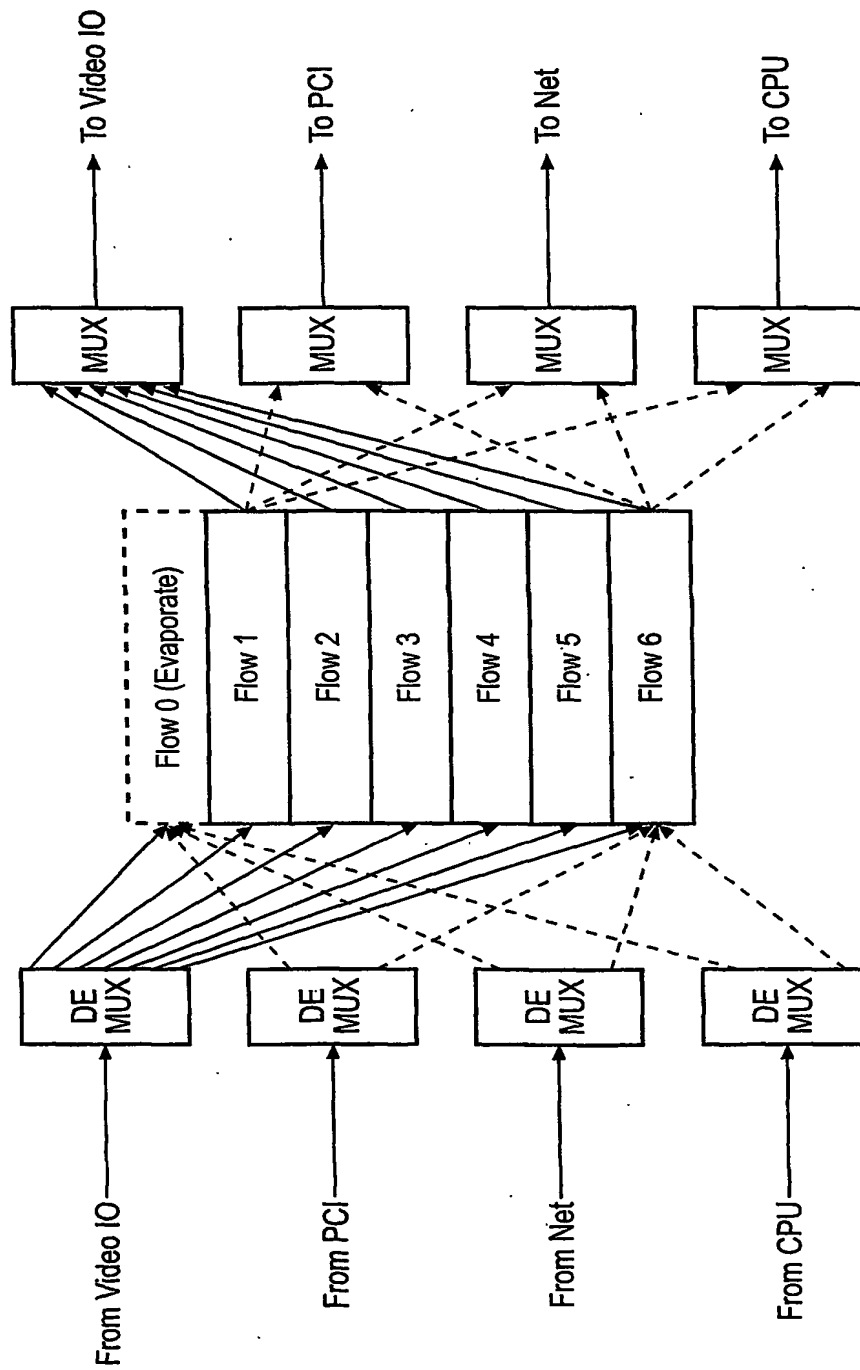 From Video IO
From PCI
From Net
From CPU
DE
MUX
DE
MUX
DE
MUX
DE
MUX
Flow 0 (Evaporate)
Flow 1
Flow 2
Flow 3
Flow 4
Flow 5
Flow 6
MUX
MUX
MUX
MUX
To Video IO
To PCI
To Net
To CPU